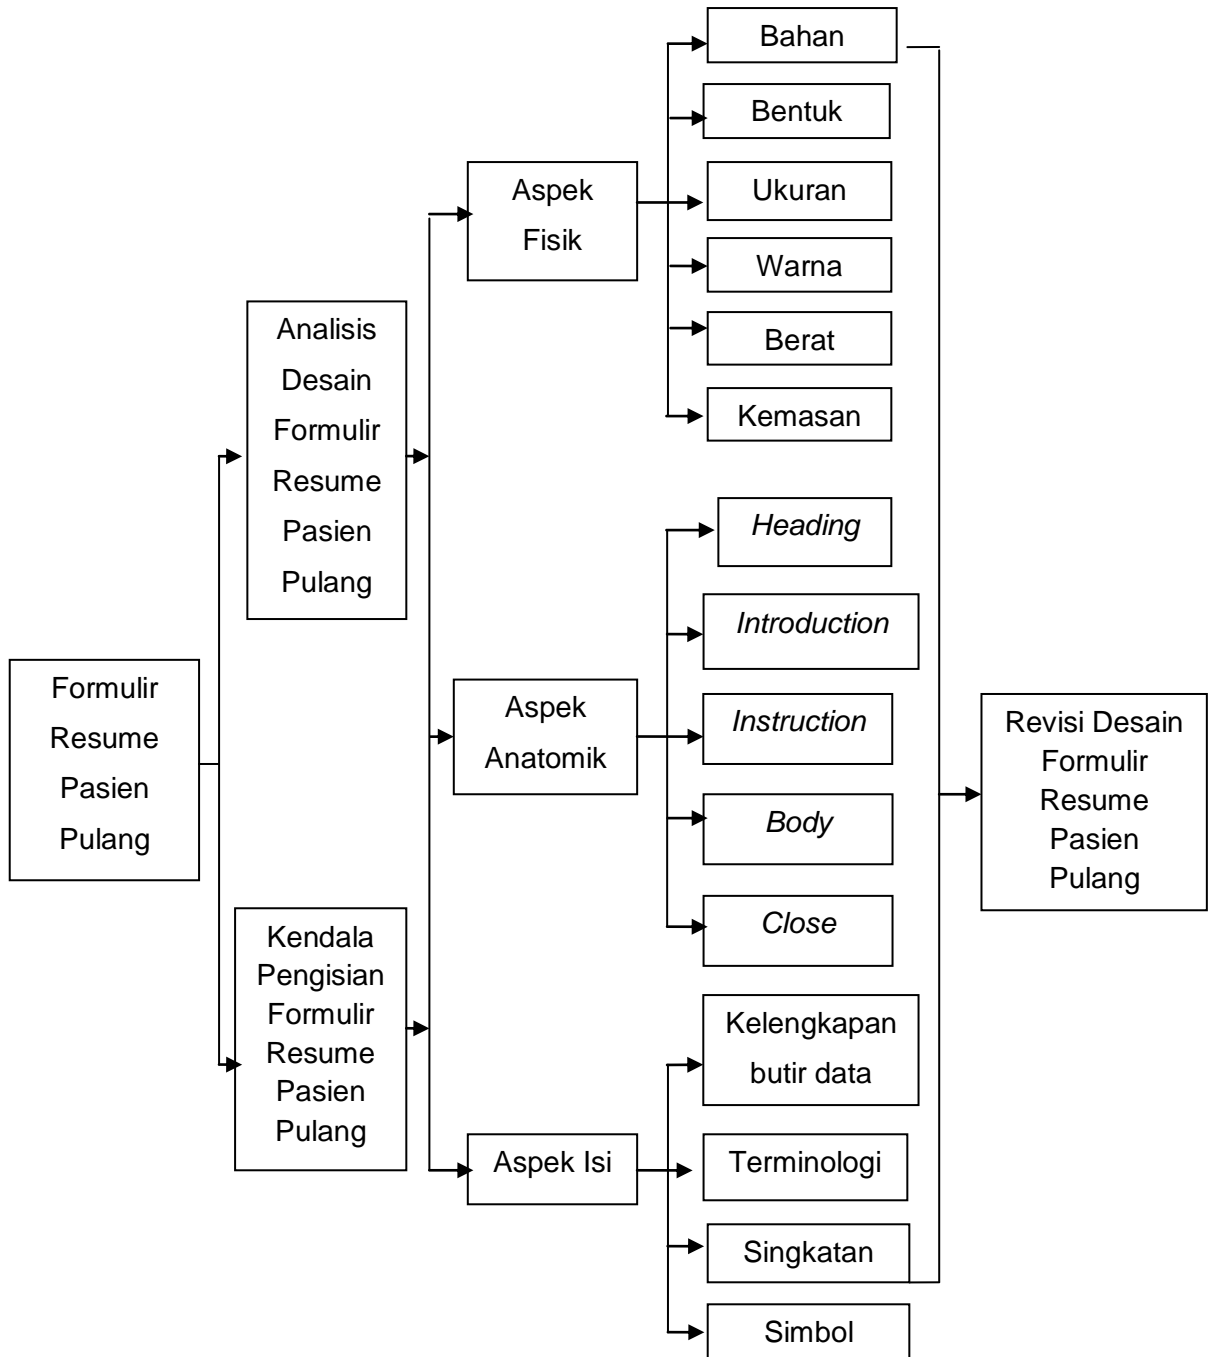 Formulir
Resume
Pasien
Pulang
Analisis
Desain
Formulir
Resume
Pasien
Pulang
Kendala
Pengisian
Formulir
Resume
Pasien
Pulang
Aspek
Fisik
Aspek
Anatomik
Aspek Isi
Bahan
Bentuk
Ukuran
Warna
Berat
Kemasan
Heading
Introduction
Instruction
Body
Close
Kelengkapan
butir data
Terminologi
Singkatan
Simbol
Revisi Desain
Formulir
Resume
Pasien
Pulang